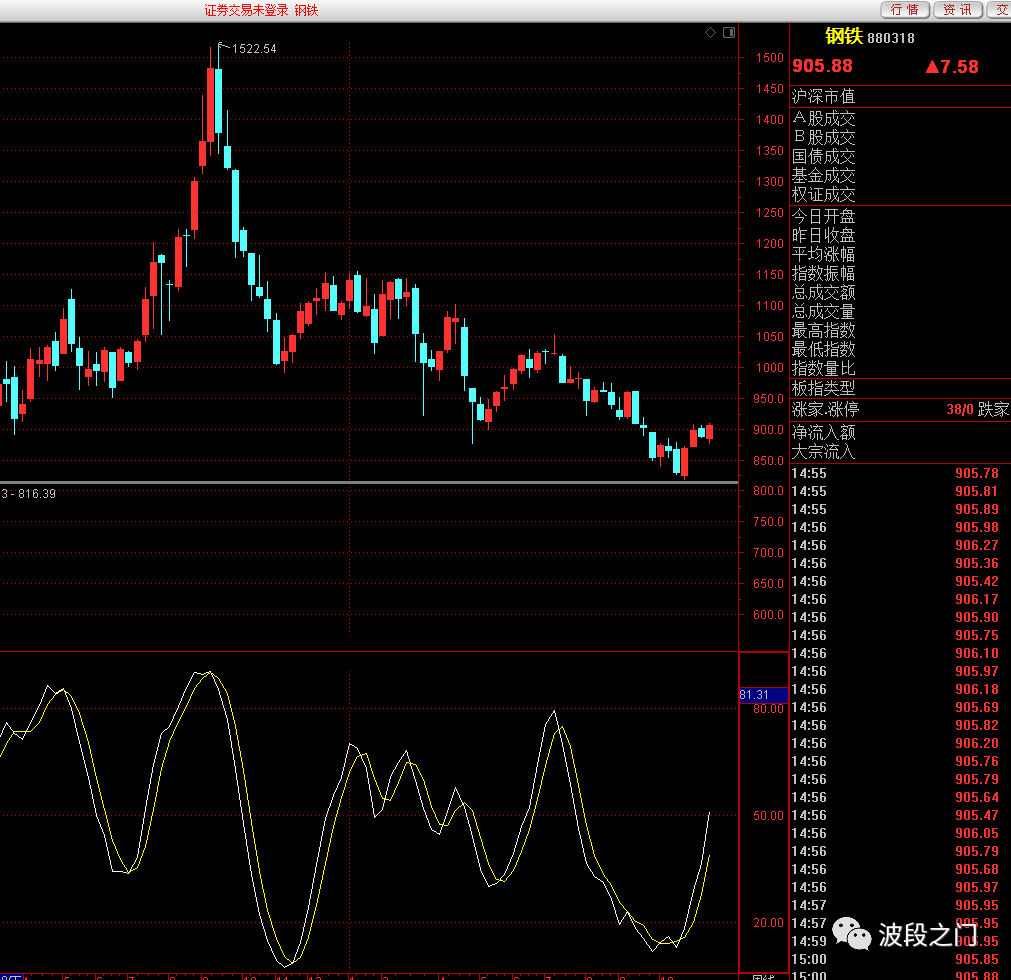 证券交易未登录 钢铁
行 情
资 讯
交
钢铁 880318
905.88 ▲7.58
沪深市值
A股成交
B股成交
国债成交
基金成交
权证成交
今日开盘
昨日收盘
平均涨幅
指数振幅
总成交额
总成交量
最高指数
最低指数
指数量比
板指类型
涨家.涨停 38/0 跌家
净流入额
大宗流入
14:55 905.78
14:55 905.81
14:55 905.89
14:56 905.98
14:56 906.27
14:56 905.36
14:56 905.42
14:56 906.17
14:56 905.90
14:56 905.75
14:56 906.10
14:56 905.97
14:56 906.18
14:56 905.69
14:56 905.82
14:56 906.20
14:56 905.76
14:56 905.79
14:56 905.64
14:56 905.47
14:56 906.05
14:56 905.79
14:56 905.68
14:56 905.97
14:57 905.95
14:57 905.95
14:59 905.95
15:00 905.85
15:00 905.88
波段之门
1522.54
1500
1450
1400
1350
1300
1250
1200
1150
1100
1050
1000
950.0
900.0
850.0
800.0
750.0
700.0
650.0
600.0
3 - 816.39
81.31
80.00
50.00
20.00